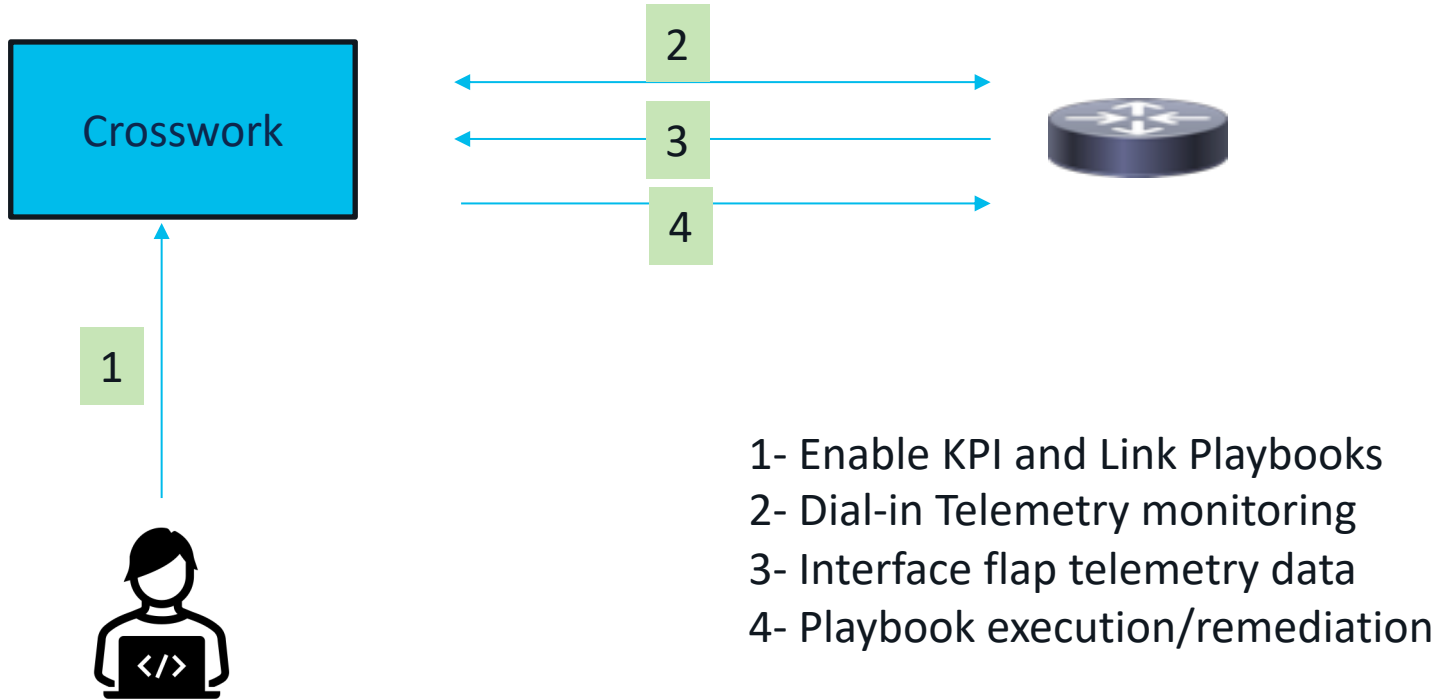 2
Crosswork
3
4
1
1- Enable KPI and Link Playbooks
2- Dial-in Telemetry monitoring
3- Interface flap telemetry data
4- Playbook execution/remediation
</>